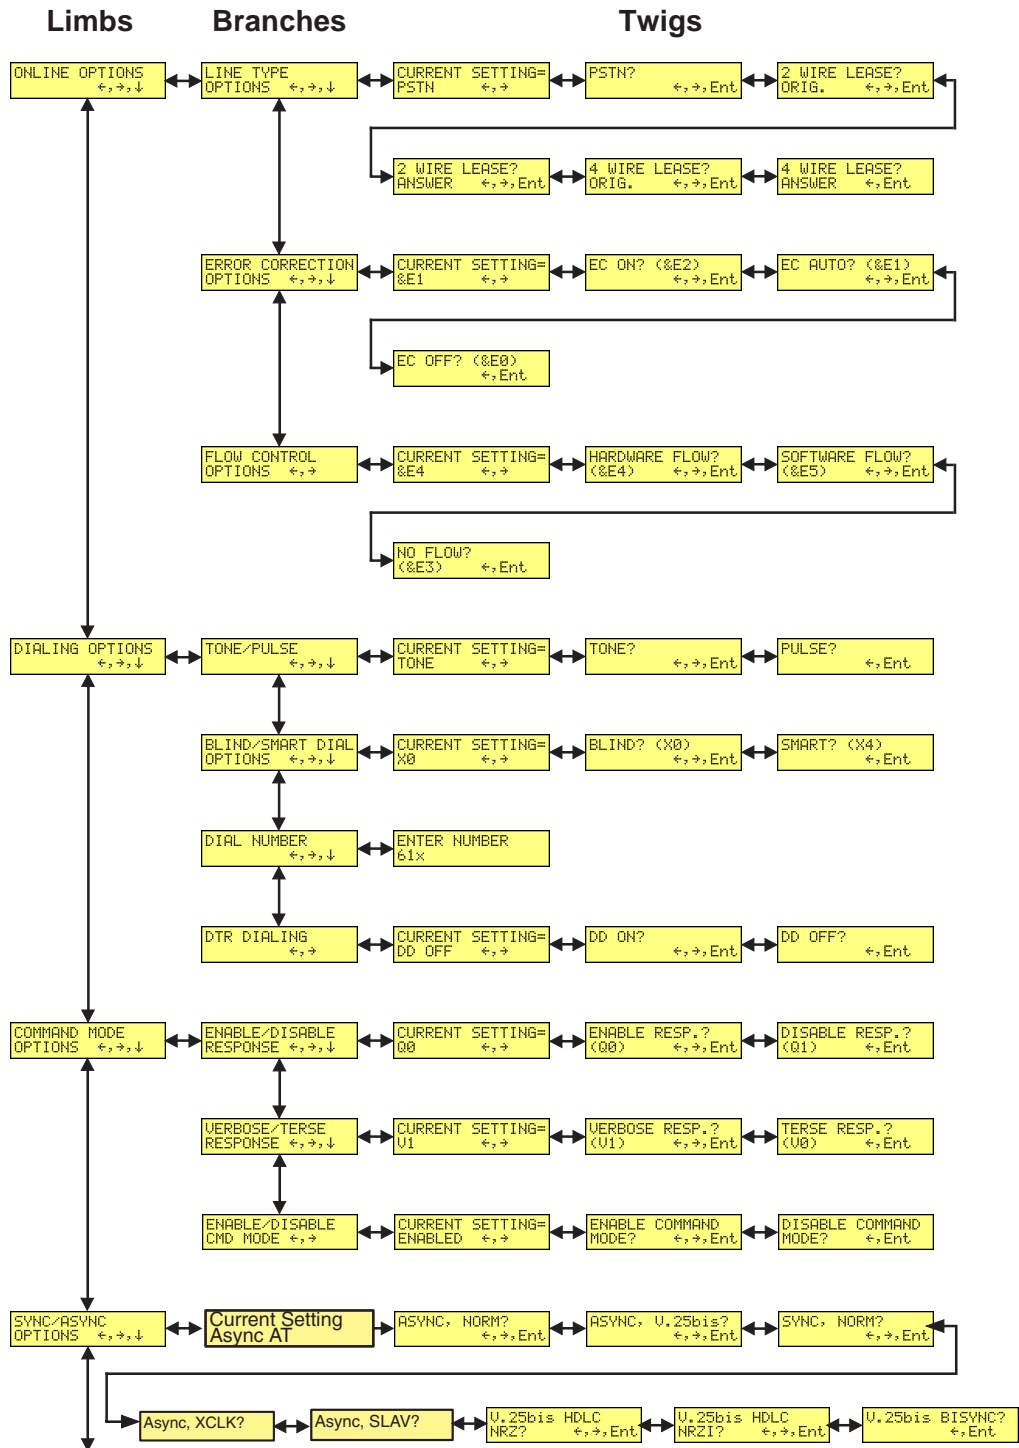 Limbs Branches Twigs
ONLINE OPTIONS
←,→,↓
LINE TYPE
OPTIONS ←,→,↓
CURRENT SETTING=
PSTN ←,→
PSTN?
←,→,Ent
2 WIRE LEASE?
ORIG. ←,→,Ent
2 WIRE LEASE?
ANSWER ←,→,Ent
4 WIRE LEASE?
ORIG. ←,→,Ent
4 WIRE LEASE?
ANSWER ←,Ent
ERROR CORRECTION
OPTIONS ←,→,↓
CURRENT SETTING=
&E1 ←,→
EC ON? (&E2)
←,→,Ent
EC AUTO? (&E1)
←,→,Ent
EC OFF? (&E0)
←,Ent
FLOW CONTROL
OPTIONS ←,→
CURRENT SETTING=
&E4 ←,→
HARDWARE FLOW?
(&E4) ←,→,Ent
SOFTWARE FLOW?
(&E5) ←,→,Ent
NO FLOW?
(&E3) ←,Ent
DIALING OPTIONS
←,→,↓
TONE/PULSE
←,→,↓
CURRENT SETTING=
TONE ←,→
TONE?
←,→,Ent
PULSE?
←,Ent
BLIND/SMART DIAL
OPTIONS ←,→,↓
CURRENT SETTING=
X0 ←,→
BLIND? (X0)
←,→,Ent
SMART? (X4)
←,Ent
DIAL NUMBER
←,→,↓
ENTER NUMBER
61x
DTR DIALING
←,→
CURRENT SETTING=
DD OFF ←,→
DD ON?
←,→,Ent
DD OFF?
←,Ent
COMMAND MODE
OPTIONS ←,→,↓
ENABLE/DISABLE
RESPONSE ←,→,↓
CURRENT SETTING=
Q0 ←,→
ENABLE RESP.?
(Q0) ←,→,Ent
DISABLE RESP.?
(Q1) ←,Ent
VERBOSE/TERSE
RESPONSE ←,→,↓
CURRENT SETTING=
V1 ←,→
VERBOSE RESP.?
(V1) ←,→,Ent
TERSE RESP.?
(V0) ←,Ent
ENABLE/DISABLE
CMD MODE ←,→
CURRENT SETTING=
ENABLED ←,→
ENABLE COMMAND
MODE? ←,→,Ent
DISABLE COMMAND
MODE? ←,Ent
SYNC/ASYNC
OPTIONS ←,→,↓
Current Setting
Async AT
ASYNC, NORM?
←,→,Ent
ASYNC, V.25bis?
←,→,Ent
SYNC, NORM?
←,→,Ent
Async, XCLK?
Async, SLAV?
V.25bis HDLC
NRZ? ←,→,Ent
V.25bis HDLC
NRZI? ←,→,Ent
V.25bis BISYNC?
←,Ent